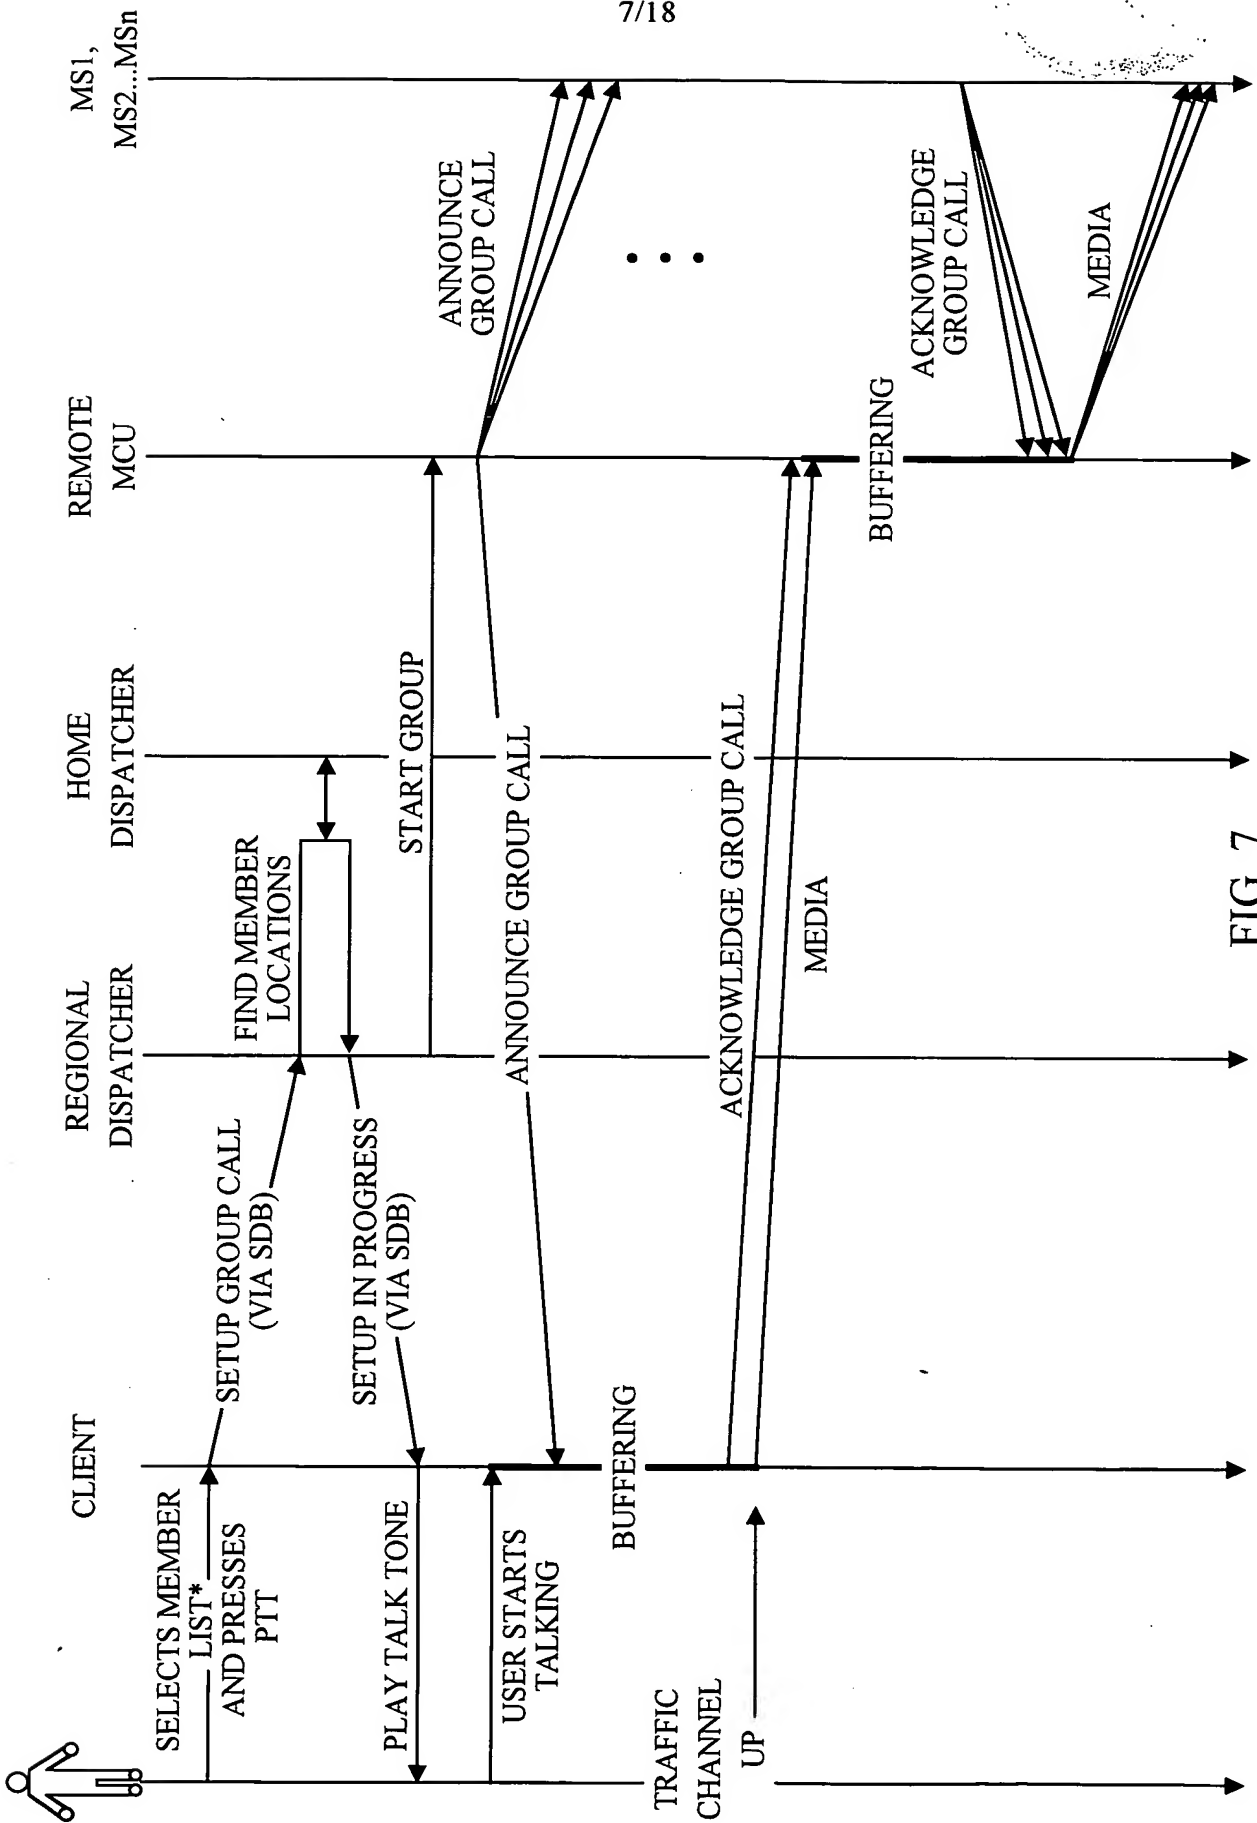 7/18
CLIENT
REGIONAL
DISPATCHER
HOME
DISPATCHER
REMOTE
MCU
MS1,
MS2...MSn
SELECTS MEMBER
LIST*
AND PRESSES
PTT
SETUP GROUP CALL
(VIA SDB)
FIND MEMBER
LOCATIONS
SETUP IN PROGRESS
(VIA SDB)
PLAY TALK TONE
START GROUP
USER STARTS
TALKING
ANNOUNCE GROUP CALL
ANNOUNCE
GROUP CALL
BUFFERING
TRAFFIC
CHANNEL
UP
ACKNOWLEDGE GROUP CALL
MEDIA
BUFFERING
ACKNOWLEDGE
GROUP CALL
MEDIA
FIG. 7